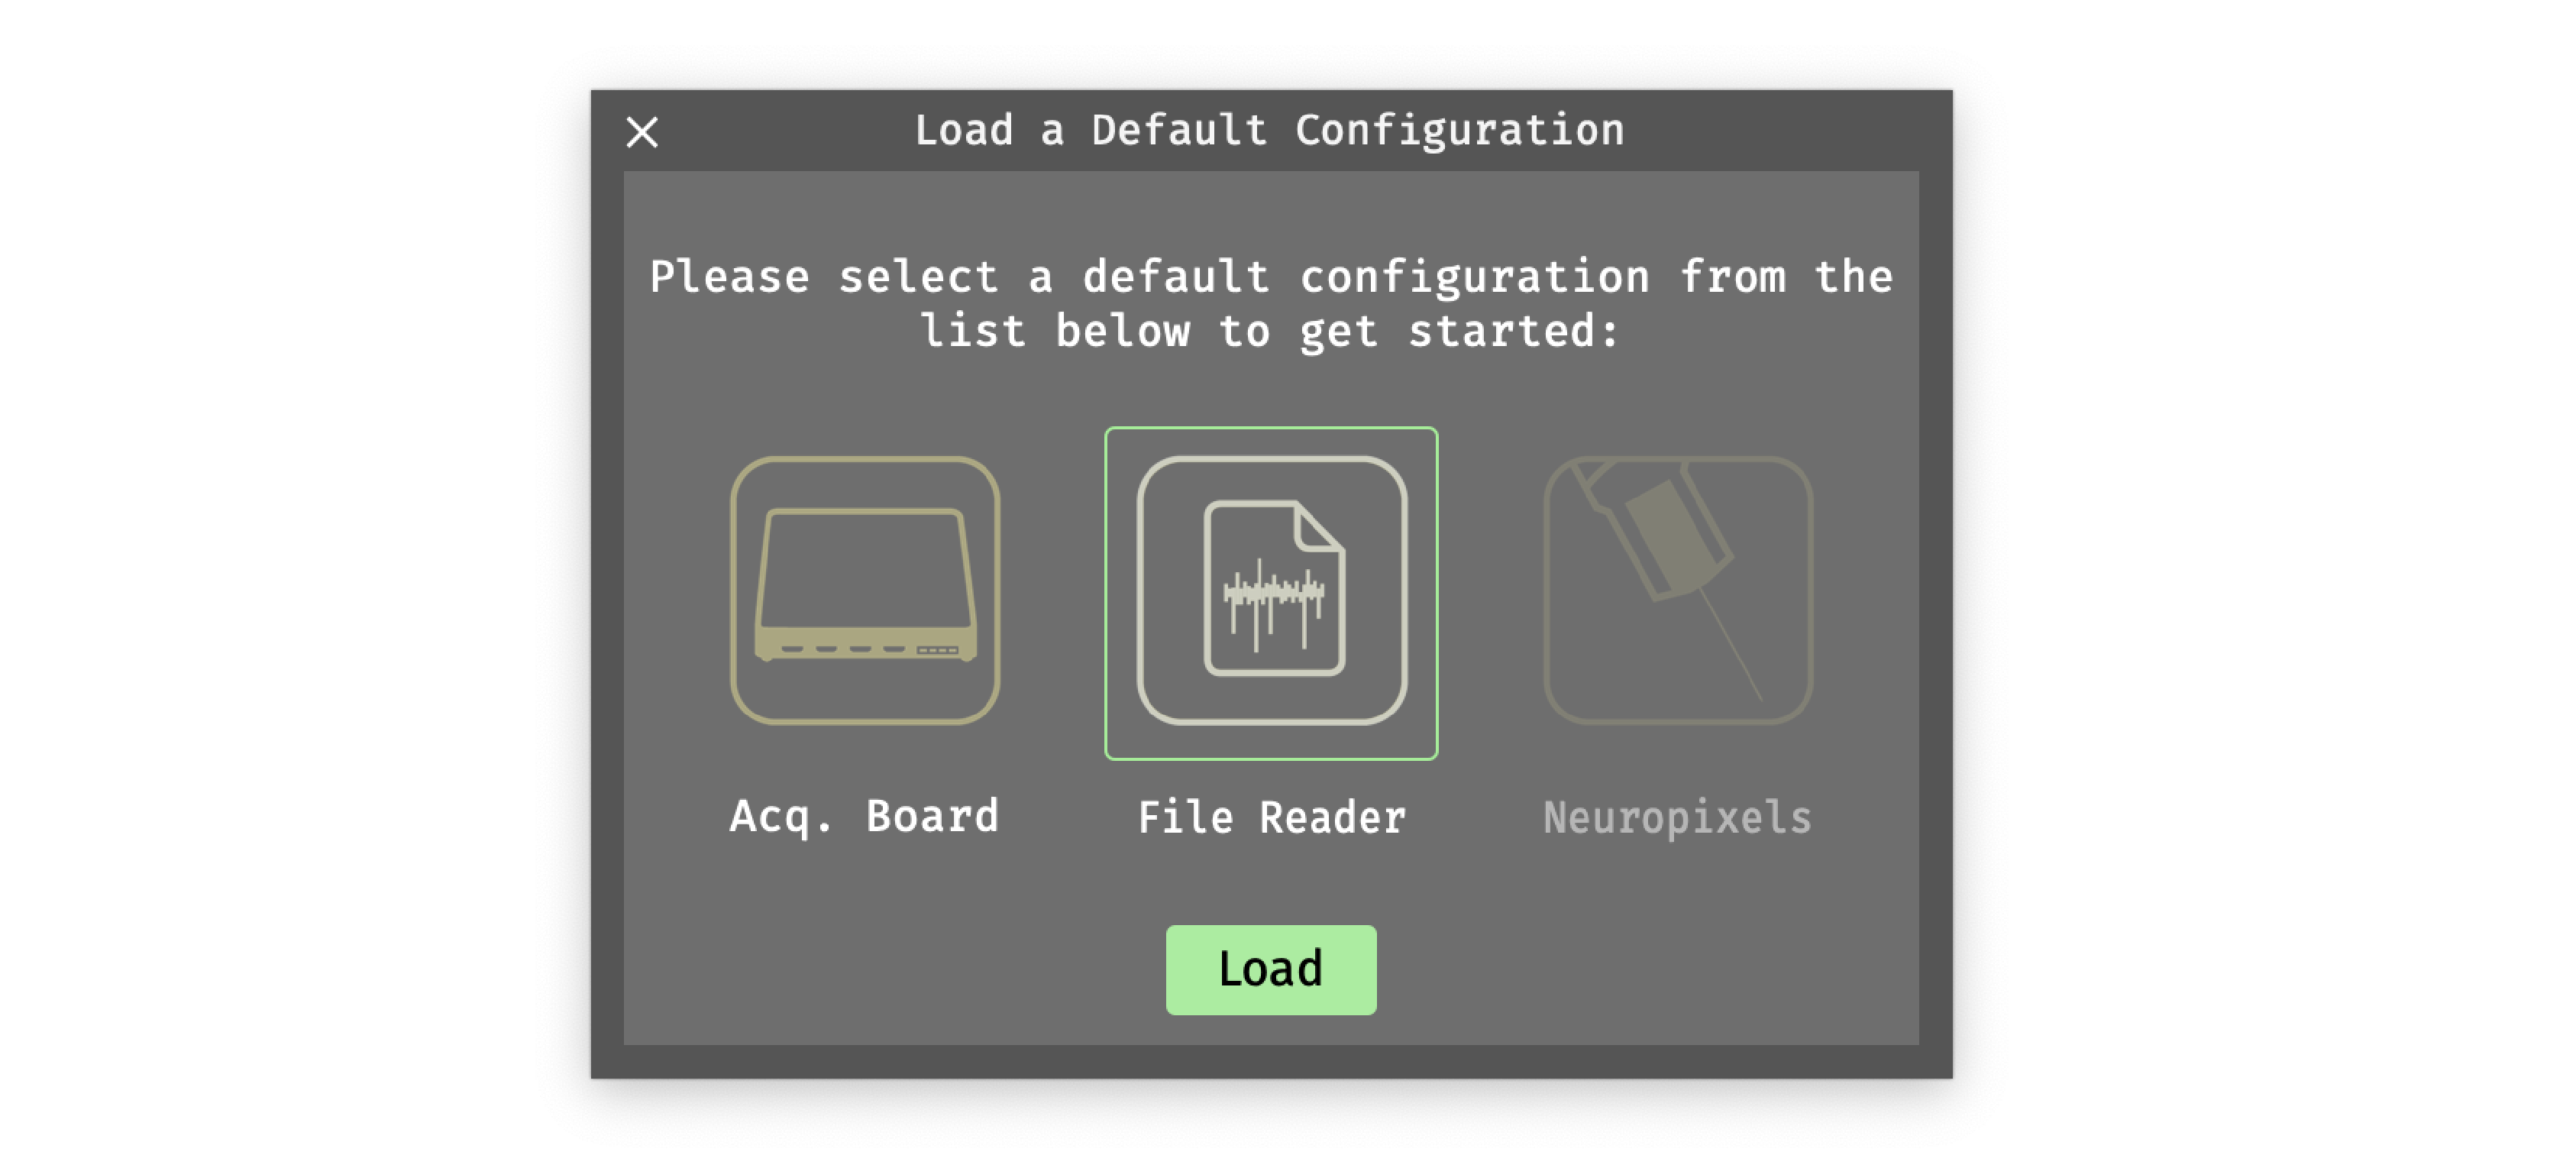 Load a Default Configuration
Please select a default configuration from the
list below to get started:
Acq. Board
File Reader
Neuropixels
Load